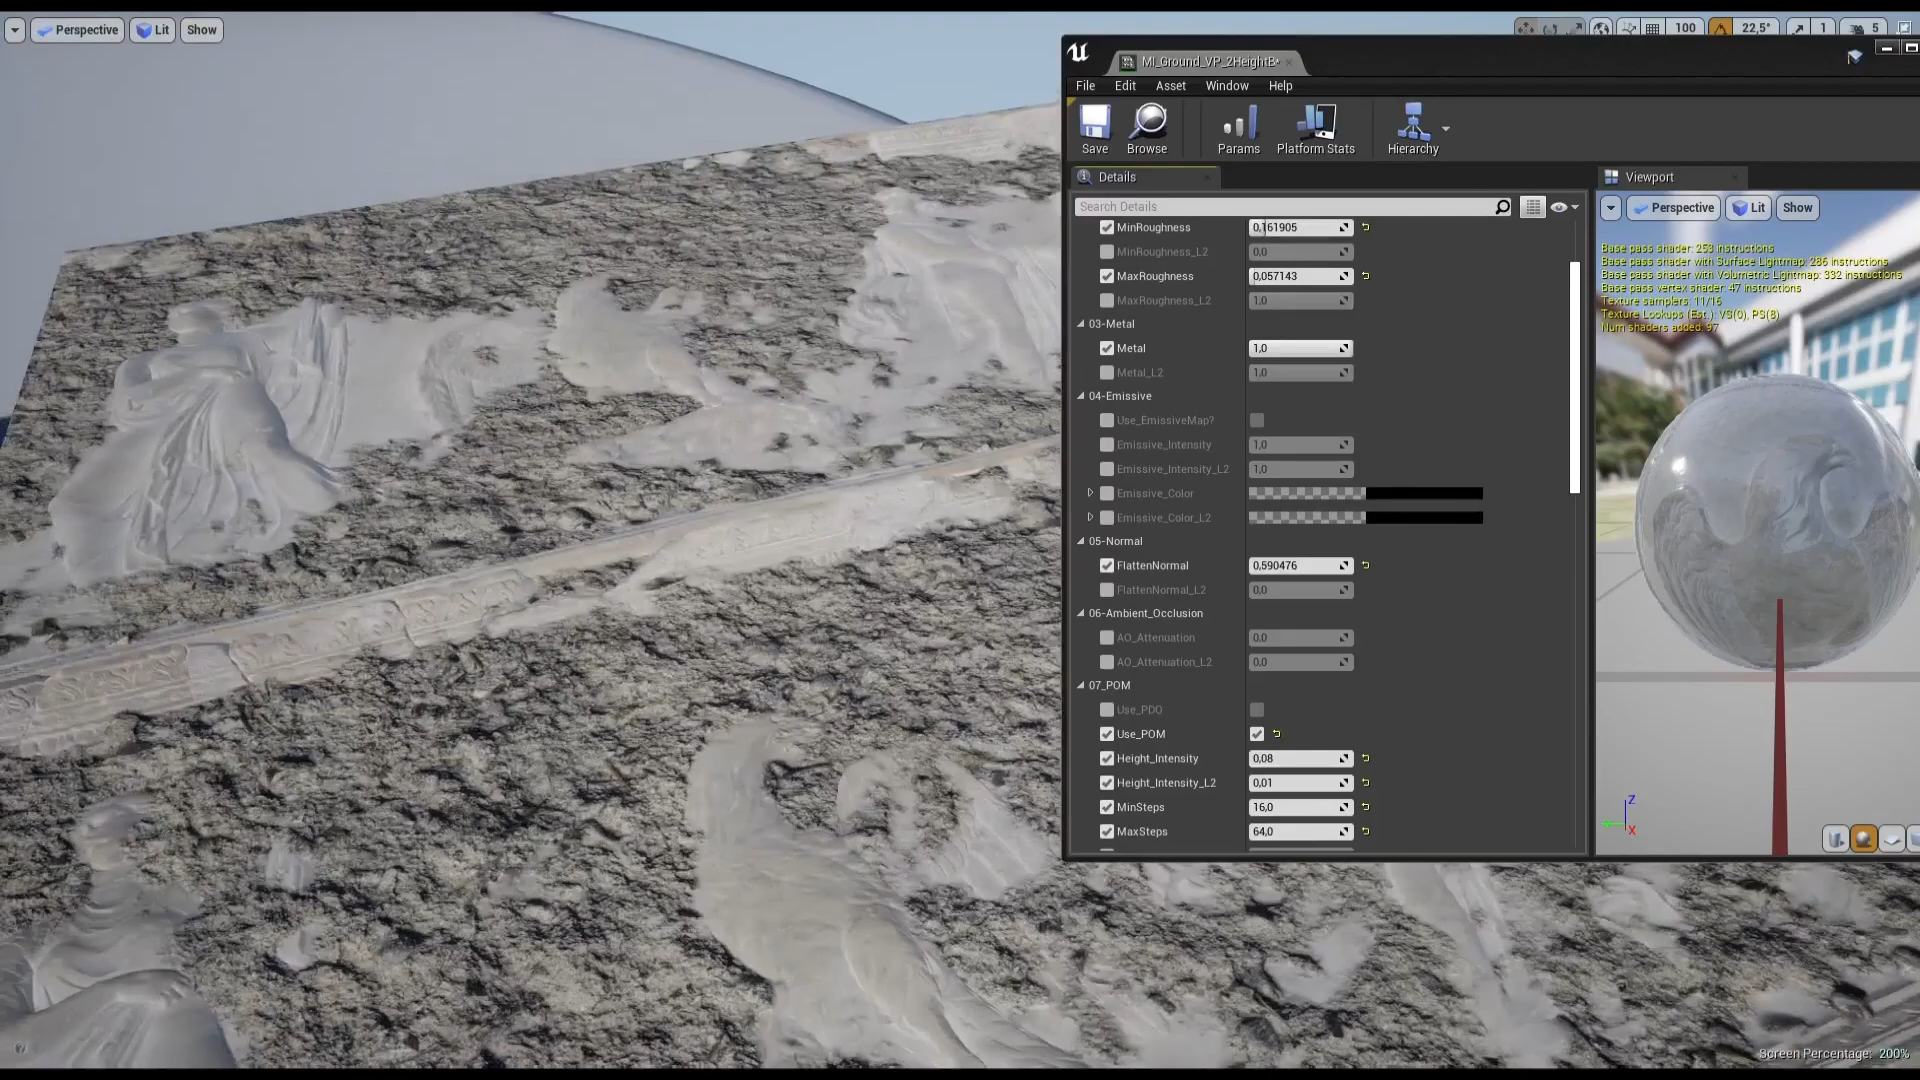 Perspective Lit Show
100 22,5° 1 5
MI_Ground_VP_2HeightB*
File Edit Asset Window Help
Save Browse Params Platform Stats Hierarchy
Details
Search Details
MinRoughness 0,161905
MinRoughness_L2 0,0
MaxRoughness 0,057143
MaxRoughness_L2 1,0
03-Metal
Metal 1,0
Metal_L2 1,0
04-Emissive
Use_EmissiveMap?
Emissive_Intensity 1,0
Emissive_Intensity_L2 1,0
Emissive_Color
Emissive_Color_L2
05-Normal
FlattenNormal 0,590476
FlattenNormal_L2 0,0
06-Ambient_Occlusion
AO_Attenuation 0,0
AO_Attenuation_L2 0,0
07_POM
Use_PDO
Use_POM
Height_Intensity 0,08
Height_Intensity_L2 0,01
MinSteps 16,0
MaxSteps 64,0
Viewport
Perspective Lit Show
Base pass shader: 253 instructions
Base pass shader with Surface Lightmap: 286 instructions
Base pass shader with Volumetric Lightmap: 332 instructions
Base pass vertex shader: 47 instructions
Texture samplers: 11/16
Texture Lookups (Est.): VS(0), PS(8)
Num shaders added: 97
Z
X
Screen Percentage: 200%